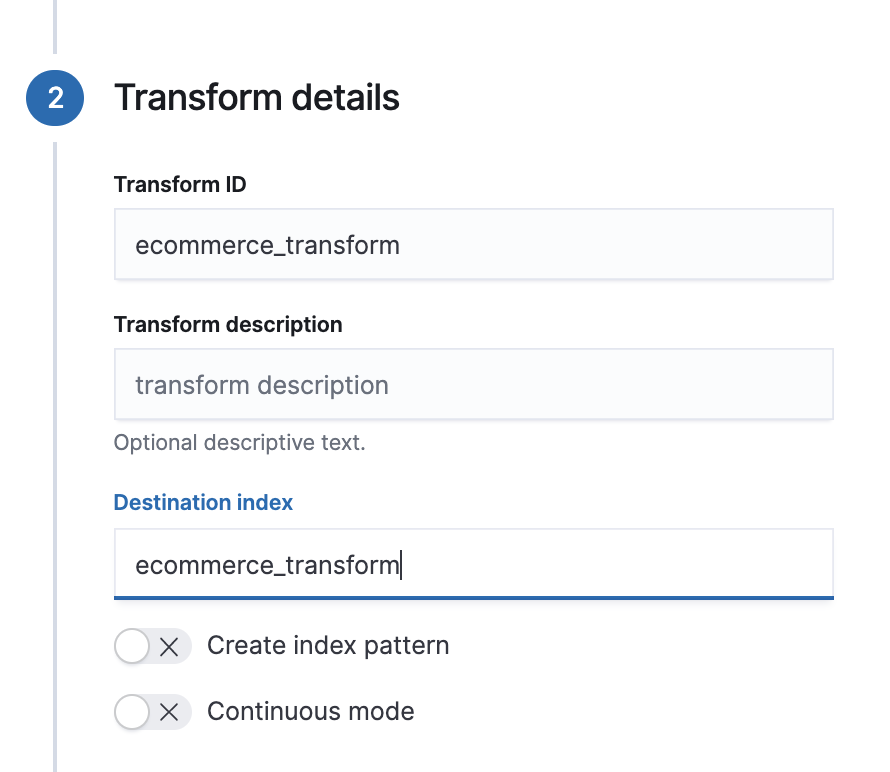 2
Transform details
Transform ID
ecommerce_transform
Transform description
transform description
Optional descriptive text.
Destination index
ecommerce_transform
Create index pattern
Continuous mode